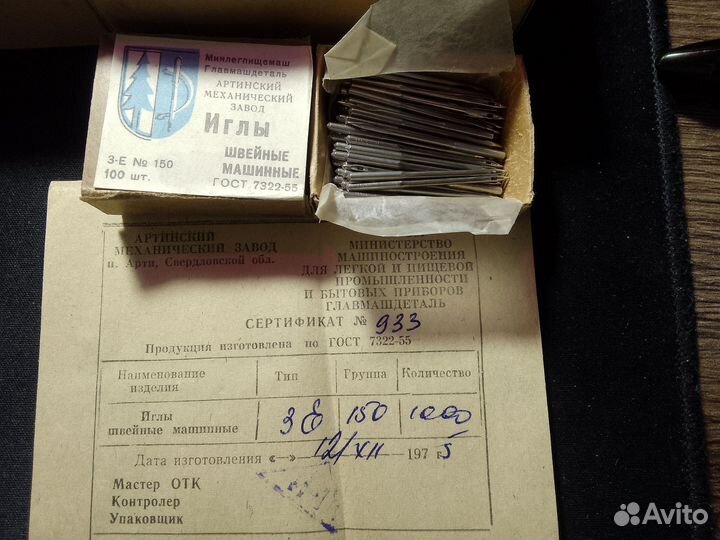 Минлегпищемаш
Главмашдеталь
АРТИНСКИЙ
МЕХАНИЧЕСКИЙ
ЗАВОД
Иглы
ШВЕЙНЫЕ
МАШИННЫЕ
ГОСТ 7322-55
3-Е № 150
100 шт.
АРТИНСКИЙ
МЕХАНИЧЕСКИЙ ЗАВОД
п. Арти, Свердловской обл.
МИНИСТЕРСТВО
МАШИНОСТРОЕНИЯ
ДЛЯ ЛЕГКОЙ И ПИЩЕВОЙ
ПРОМЫШЛЕННОСТИ
И БЫТОВЫХ ПРИБОРОВ
ГЛАВМАШДЕТАЛЬ
СЕРТИФИКАТ № 933
Продукция изготовлена по ГОСТ 7322-55
Наименование изделия Тип Группа Количество
Иглы швейные машинные 3Е 150 1000
Дата изготовления «—» 12/XII 197 5 г.
Мастер ОТК
Контролер
Упаковщик
Avito